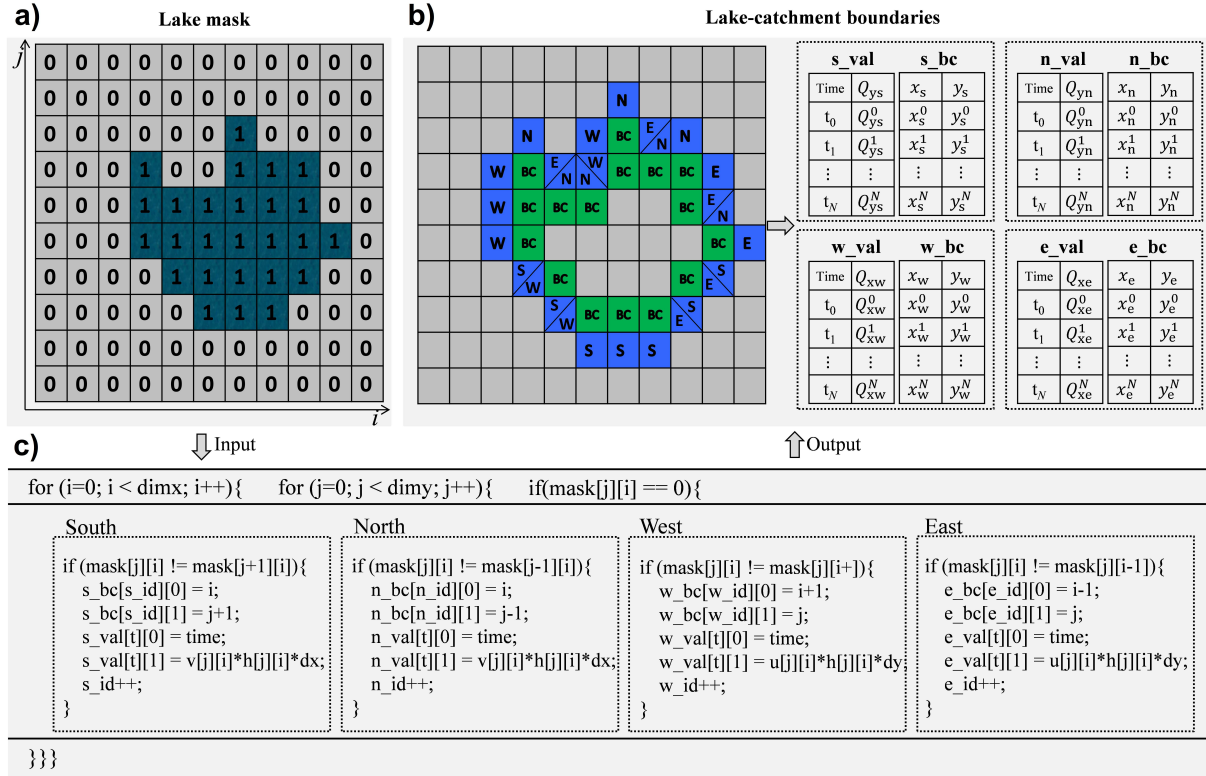 a)
Lake mask
j
0 0 0 0 0 0 0 0 0 0 0
0 0 0 0 0 0 0 0 0 0 0
0 0 0 0 0 0 1 0 0 0 0
0 0 0 1 0 0 1 1 1 0 0
0 0 0 1 1 1 1 1 1 0 0
0 0 0 1 1 1 1 1 1 1 0
0 0 0 0 1 1 1 1 1 0 0
0 0 0 0 0 1 1 1 0 0 0
0 0 0 0 0 0 0 0 0 0 0
0 0 0 0 0 0 0 0 0 0 0
i
b)
Lake-catchment boundaries
N
N W BC E N N
W BC E N W N BC BC BC E
W BC BC BC BC E N
W BC BC E
S W BC BC S E
S W BC BC BC S E
S S S
s_val s_bc
Time Q_ys x_s y_s
t_0 Q_ys^0 x_s^0 y_s^0
t_1 Q_ys^1 x_s^1 y_s^1
⋮ ⋮ ⋮ ⋮
t_N Q_ys^N x_s^N y_s^N
n_val n_bc
Time Q_yn x_n y_n
t_0 Q_yn^0 x_n^0 y_n^0
t_1 Q_yn^1 x_n^1 y_n^1
⋮ ⋮ ⋮ ⋮
t_N Q_yn^N x_n^N y_n^N
w_val w_bc
Time Q_xw x_w y_w
t_0 Q_xw^0 x_w^0 y_w^0
t_1 Q_xw^1 x_w^1 y_w^1
⋮ ⋮ ⋮ ⋮
t_N Q_xw^N x_w^N y_w^N
e_val e_bc
Time Q_xe x_e y_e
t_0 Q_xe^0 x_e^0 y_e^0
t_1 Q_xe^1 x_e^1 y_e^1
⋮ ⋮ ⋮ ⋮
t_N Q_xe^N x_e^N y_e^N
c)
Input
Output
for (i=0; i < dimx; i++){ for (j=0; j < dimy; j++){ if(mask[j][i] == 0){
South
if (mask[j][i] != mask[j+1][i]){
s_bc[s_id][0] = i;
s_bc[s_id][1] = j+1;
s_val[t][0] = time;
s_val[t][1] = v[j][i]*h[j][i]*dx;
s_id++;
}
North
if (mask[j][i] != mask[j-1][i]){
n_bc[n_id][0] = i;
n_bc[n_id][1] = j-1;
n_val[t][0] = time;
n_val[t][1] = v[j][i]*h[j][i]*dx;
n_id++;
}
West
if (mask[j][i] != mask[j][i+]){
w_bc[w_id][0] = i+1;
w_bc[w_id][1] = j;
w_val[t][0] = time;
w_val[t][1] = u[j][i]*h[j][i]*dy
w_id++;
}
East
if (mask[j][i] != mask[j][i-1]){
e_bc[e_id][0] = i-1;
e_bc[e_id][1] = j;
e_val[t][0] = time;
e_val[t][1] = u[j][i]*h[j][i]*dy;
e_id++;
}
}}}